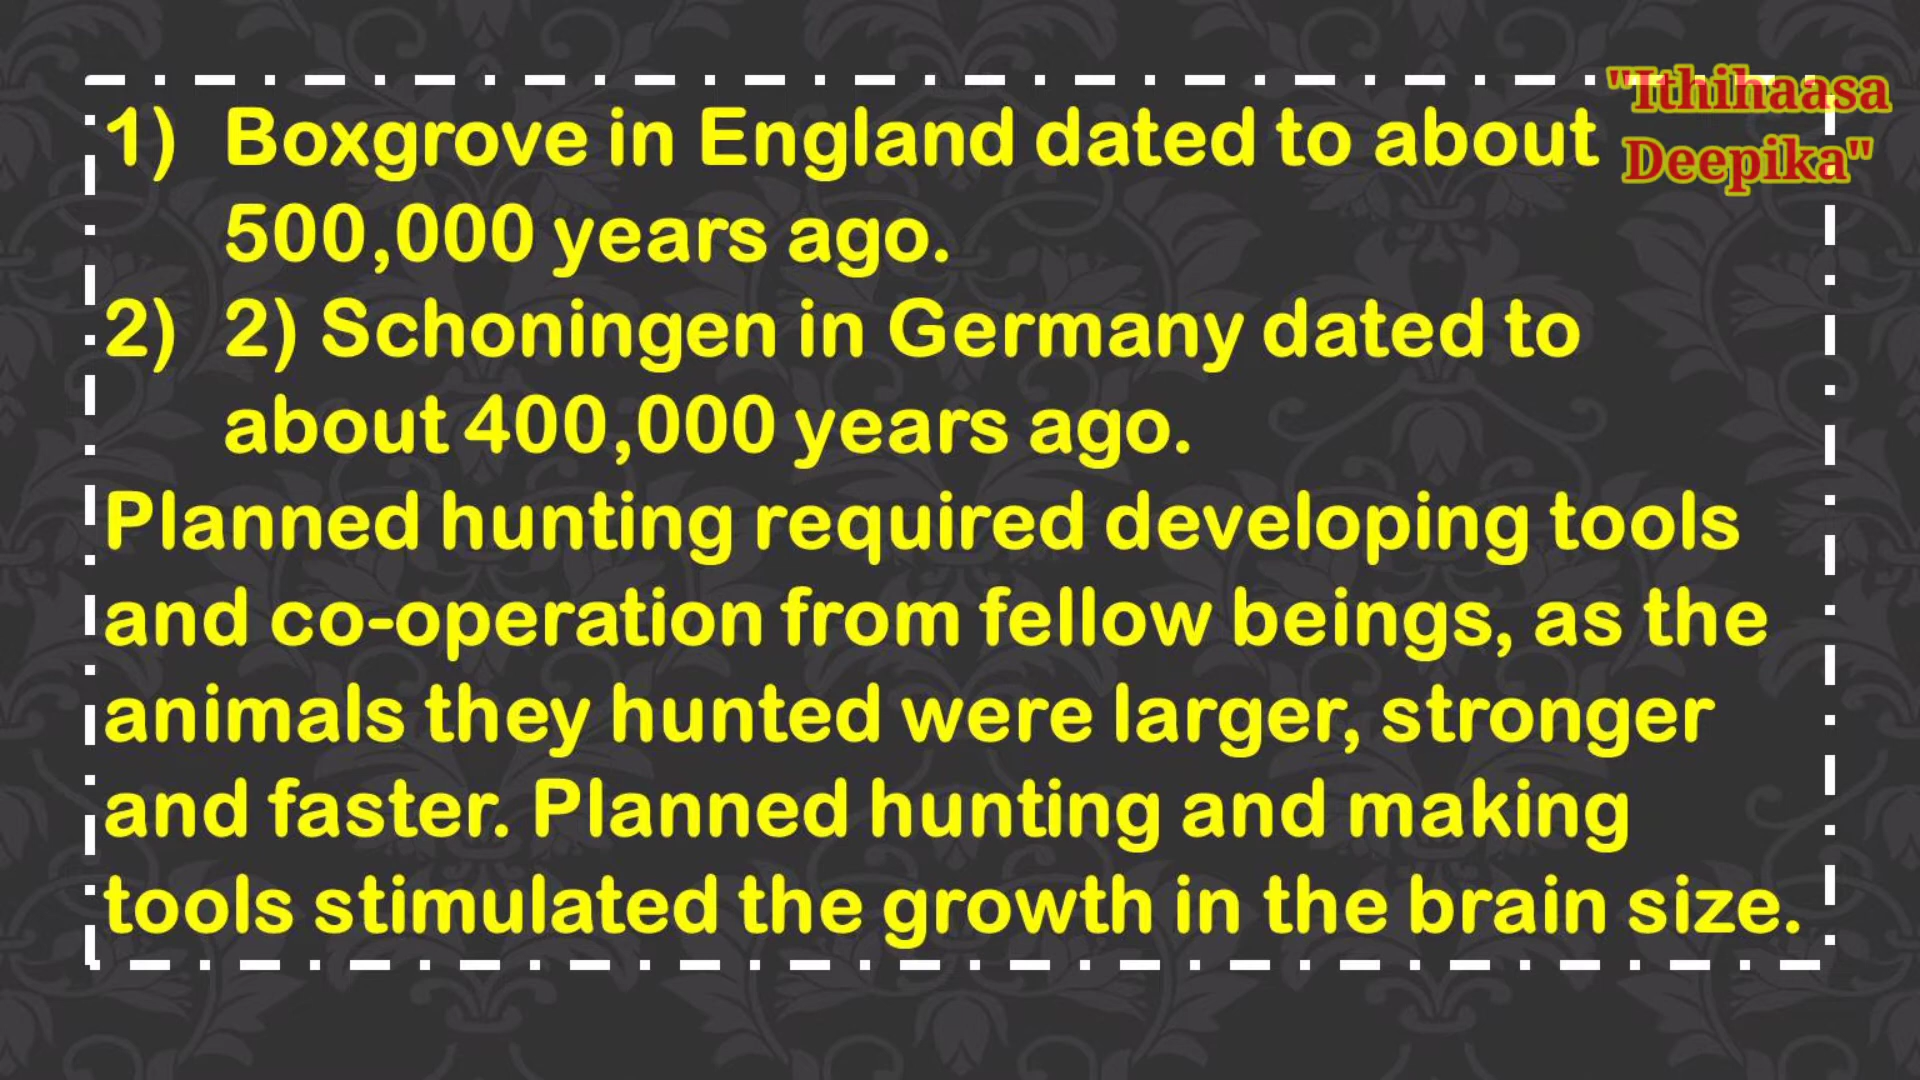 "Ithihaasa
Deepika"
1) Boxgrove in England dated to about
500,000 years ago.
2) 2) Schoningen in Germany dated to
about 400,000 years ago.
Planned hunting required developing tools
and co-operation from fellow beings, as the
animals they hunted were larger, stronger
and faster. Planned hunting and making
tools stimulated the growth in the brain size.